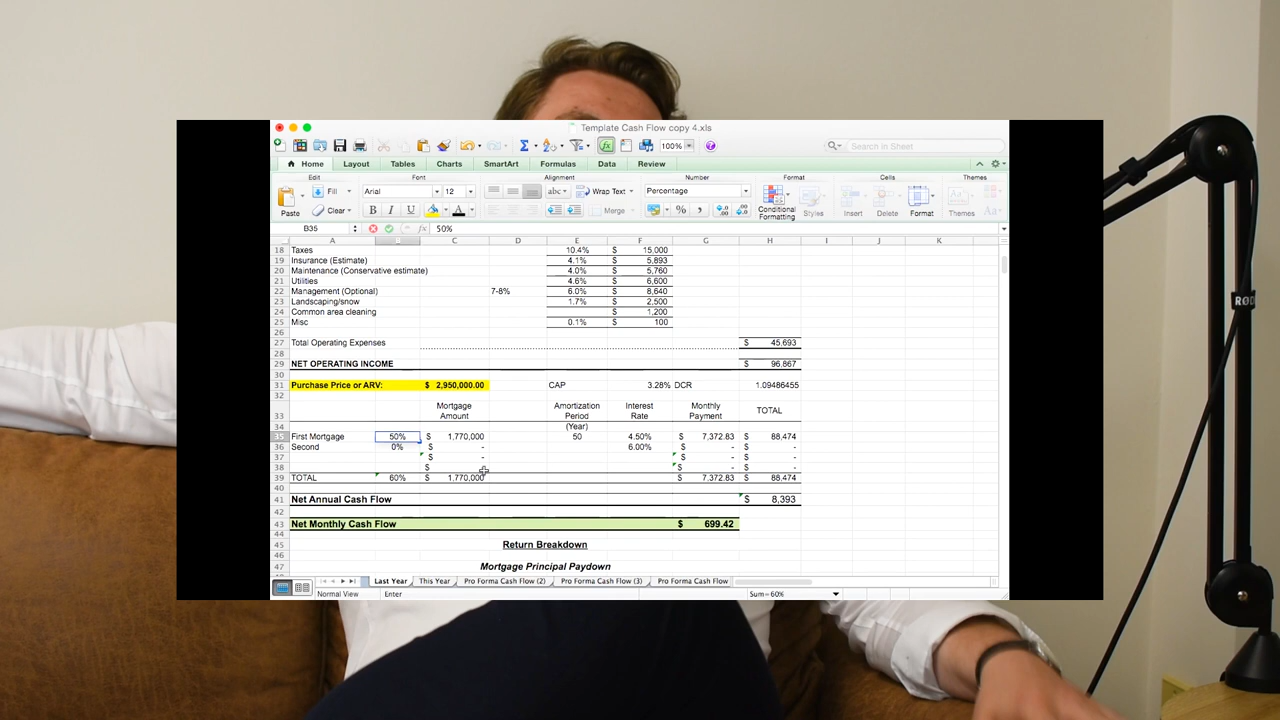 Template Cash Flow copy 4.xls
100%
Search in Sheet
Home Layout Tables Charts SmartArt Formulas Data Review
Edit Font Alignment Number Format Cells Themes
Paste Fill Arial 12 abc Wrap Text Percentage Conditional Formatting Styles Insert Delete Format Themes Aa
Clear B I U A Merge %
B35 fx 50%
A C D E F G H I J K
18 Taxes 10.4% $ 15,000
19 Insurance (Estimate) 4.1% $ 5,893
20 Maintenance (Conservative estimate) 4.0% $ 5,760
21 Utilities 4.6% $ 6,600
22 Management (Optional) 7-8% 6.0% $ 8,640
23 Landscaping/snow 1.7% $ 2,500
24 Common area cleaning $ 1,200
25 Misc 0.1% $ 100
26
27 Total Operating Expenses $ 45,693
28
29 NET OPERATING INCOME $ 96,867
30
31 Purchase Price or ARV: $ 2,950,000.00 CAP 3.28% DCR 1.09486455
32
33 Mortgage Amount Amortization Period Interest Rate Monthly Payment TOTAL
34 (Year)
35 First Mortgage 50% $ 1,770,000 50 4.50% $ 7,372.83 $ 88,474
36 Second 0% $ - 6.00% $ - $ -
37 $ - $ - $ -
38 $ $ - $ -
39 TOTAL 60% $ 1,770,000 $ 7,372.83 $ 88,474
40
41 Net Annual Cash Flow $ 8,393
42
43 Net Monthly Cash Flow $ 699.42
44
45 Return Breakdown
46
47 Mortgage Principal Paydown
Last Year This Year Pro Forma Cash Flow (2) Pro Forma Cash Flow (3) Pro Forma Cash Flow
Normal View Enter Sum=60%
RØD